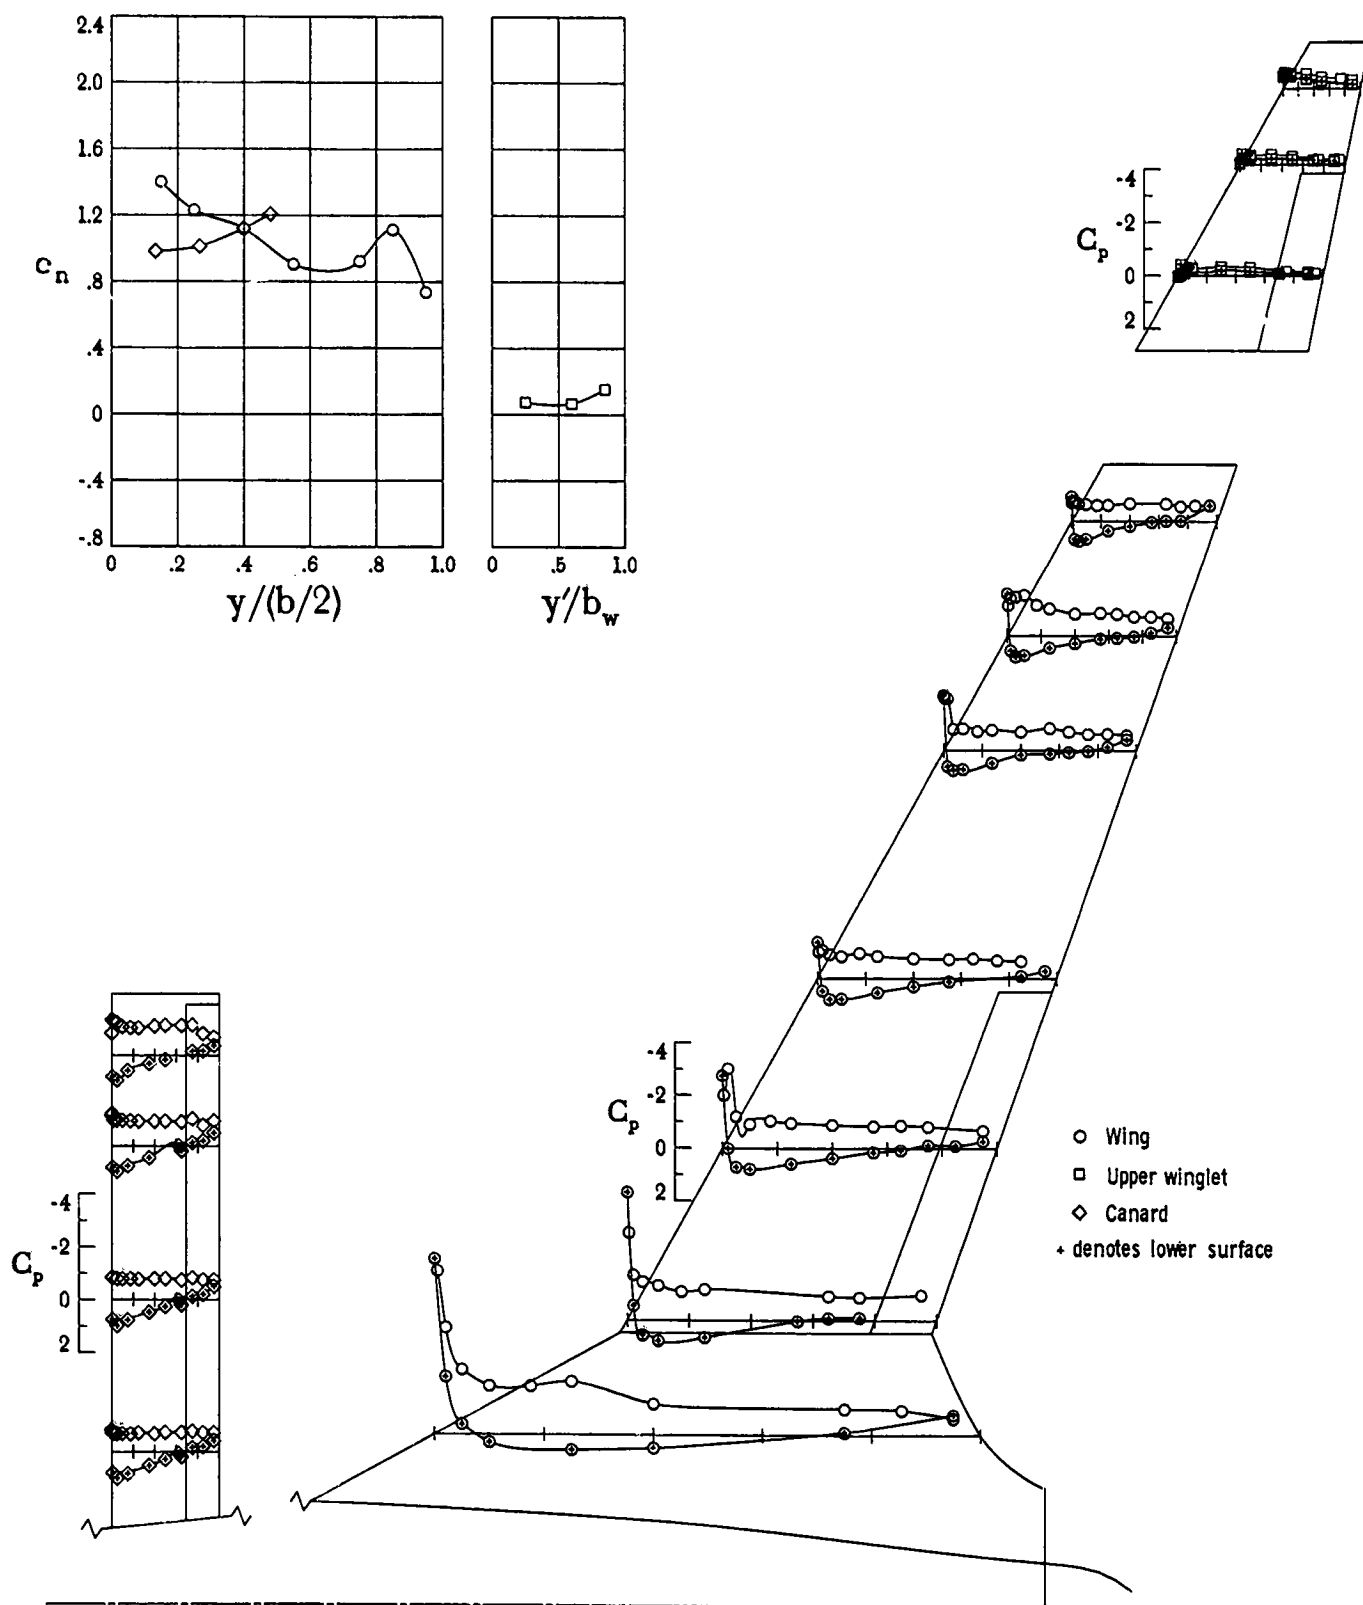 2.4
2.0
1.6
1.2
.8
.4
0
-.4
-.8
c_n
0 .2 .4 .6 .8 1.0
y/(b/2)
0 .5 1.0
y'/b_w
-4
-2
0
2
C_p
-4
-2
0
2
C_p
-4
-2
0
2
C_p
Wing
Upper winglet
Canard
+ denotes lower surface